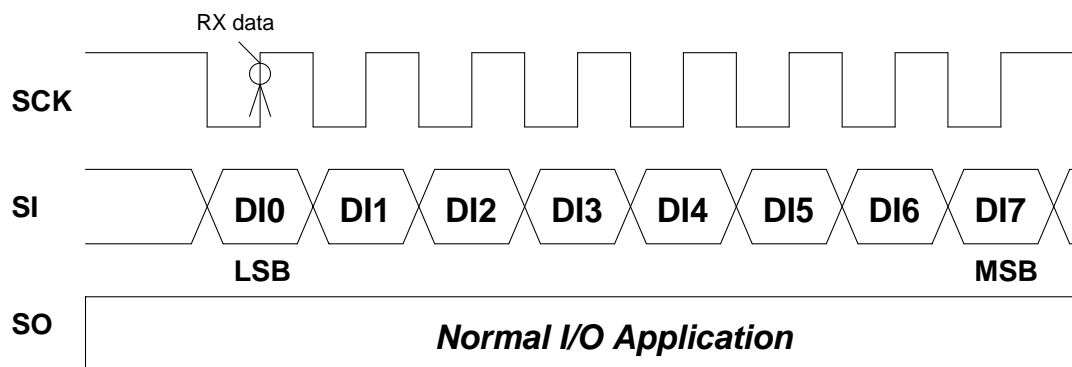 RX data
SCK
SI
DI0 DI1 DI2 DI3 DI4 DI5 DI6 DI7
LSB MSB
SO
Normal I/O Application